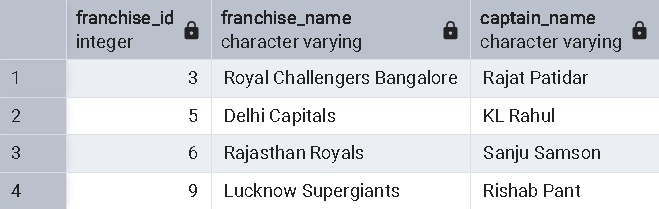 franchise_id franchise_name captain_name
integer character varying character varying
1 3 Royal Challengers Bangalore Rajat Patidar
2 5 Delhi Capitals KL Rahul
3 6 Rajasthan Royals Sanju Samson
4 9 Lucknow Supergiants Rishab Pant